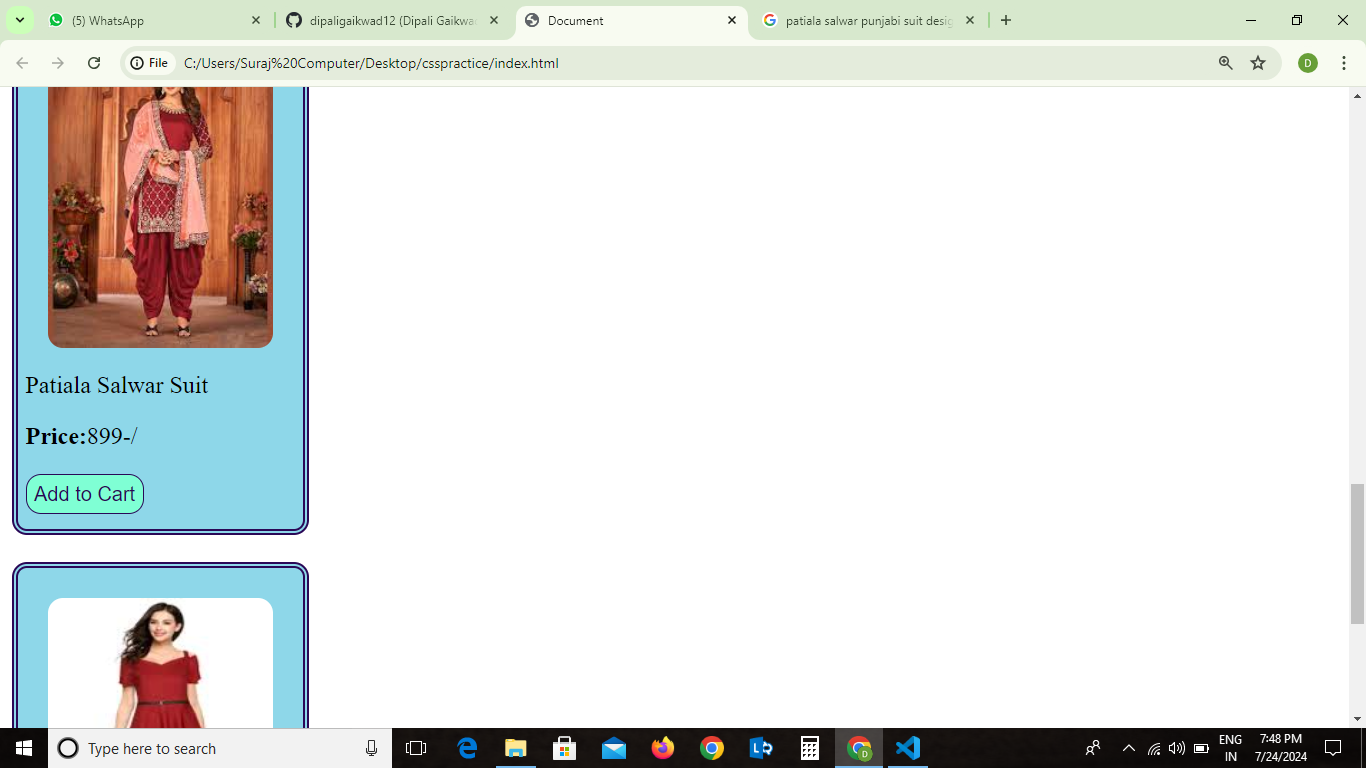 (5) WhatsApp
dipaligaikwad12 (Dipali Gaikwad
Document
patiala salwar punjabi suit desig
File
C:/Users/Suraj%20Computer/Desktop/csspractice/index.html
D
Patiala Salwar Suit
Price:899-/
Add to Cart
Type here to search
D
ENG
IN
7:48 PM
7/24/2024